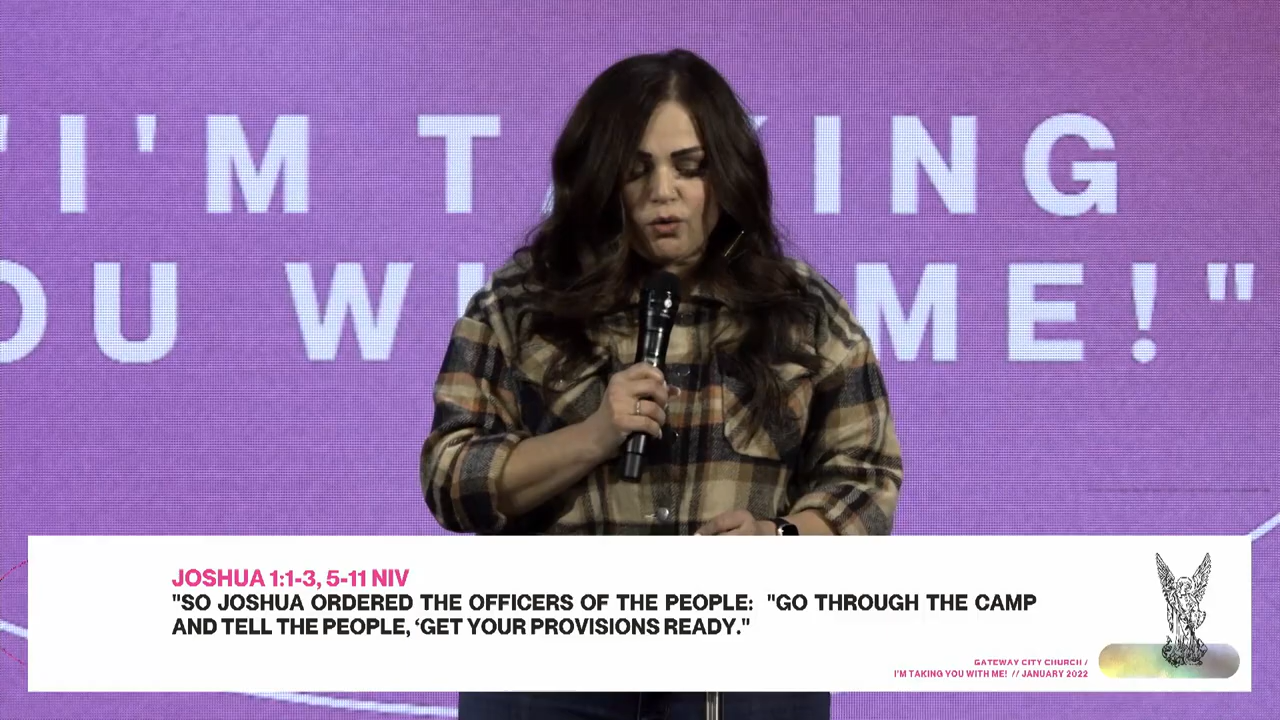 "I'M T KING
OU W ME!"
JOSHUA 1:1-3, 5-11 NIV
"SO JOSHUA ORDERED THE OFFICERS OF THE PEOPLE: "GO THROUGH THE CAMP
AND TELL THE PEOPLE, ‘GET YOUR PROVISIONS READY."
GATEWAY CITY CHURCH /
I'M TAKING YOU WITH ME! // JANUARY 2022